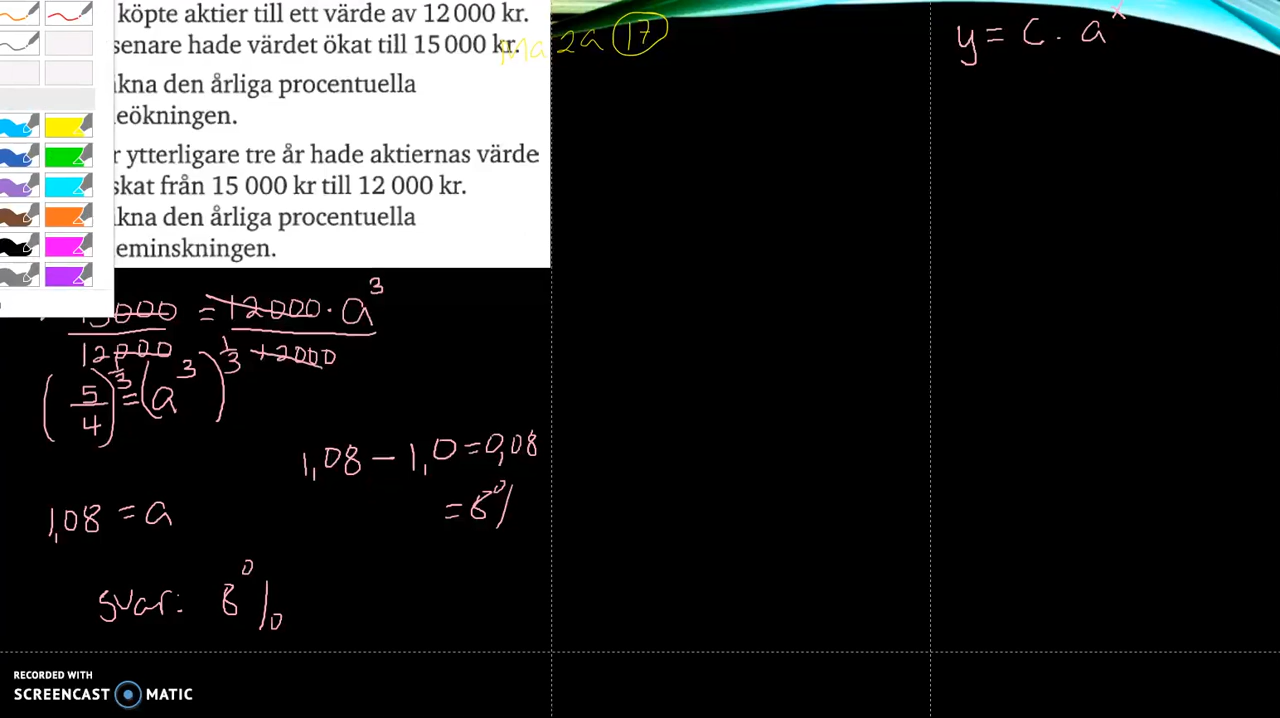 köpte aktier till ett värde av 12 000 kr.
senare hade värdet ökat till 15 000 kr.
kna den årliga procentuella
eökningen.
r ytterligare tre år hade aktiernas värde
skat från 15 000 kr till 12 000 kr.
kna den årliga procentuella
eminskningen.
Ma 2a 17
y = C · a^x
15000 = 12000 · a^3
12000 12000
(5/4)^1/3 = (a^3)^1/3
1,08 - 1,0 = 0,08
= 8%
1,08 = a
svar: 8%
RECORDED WITH
SCREENCAST MATIC